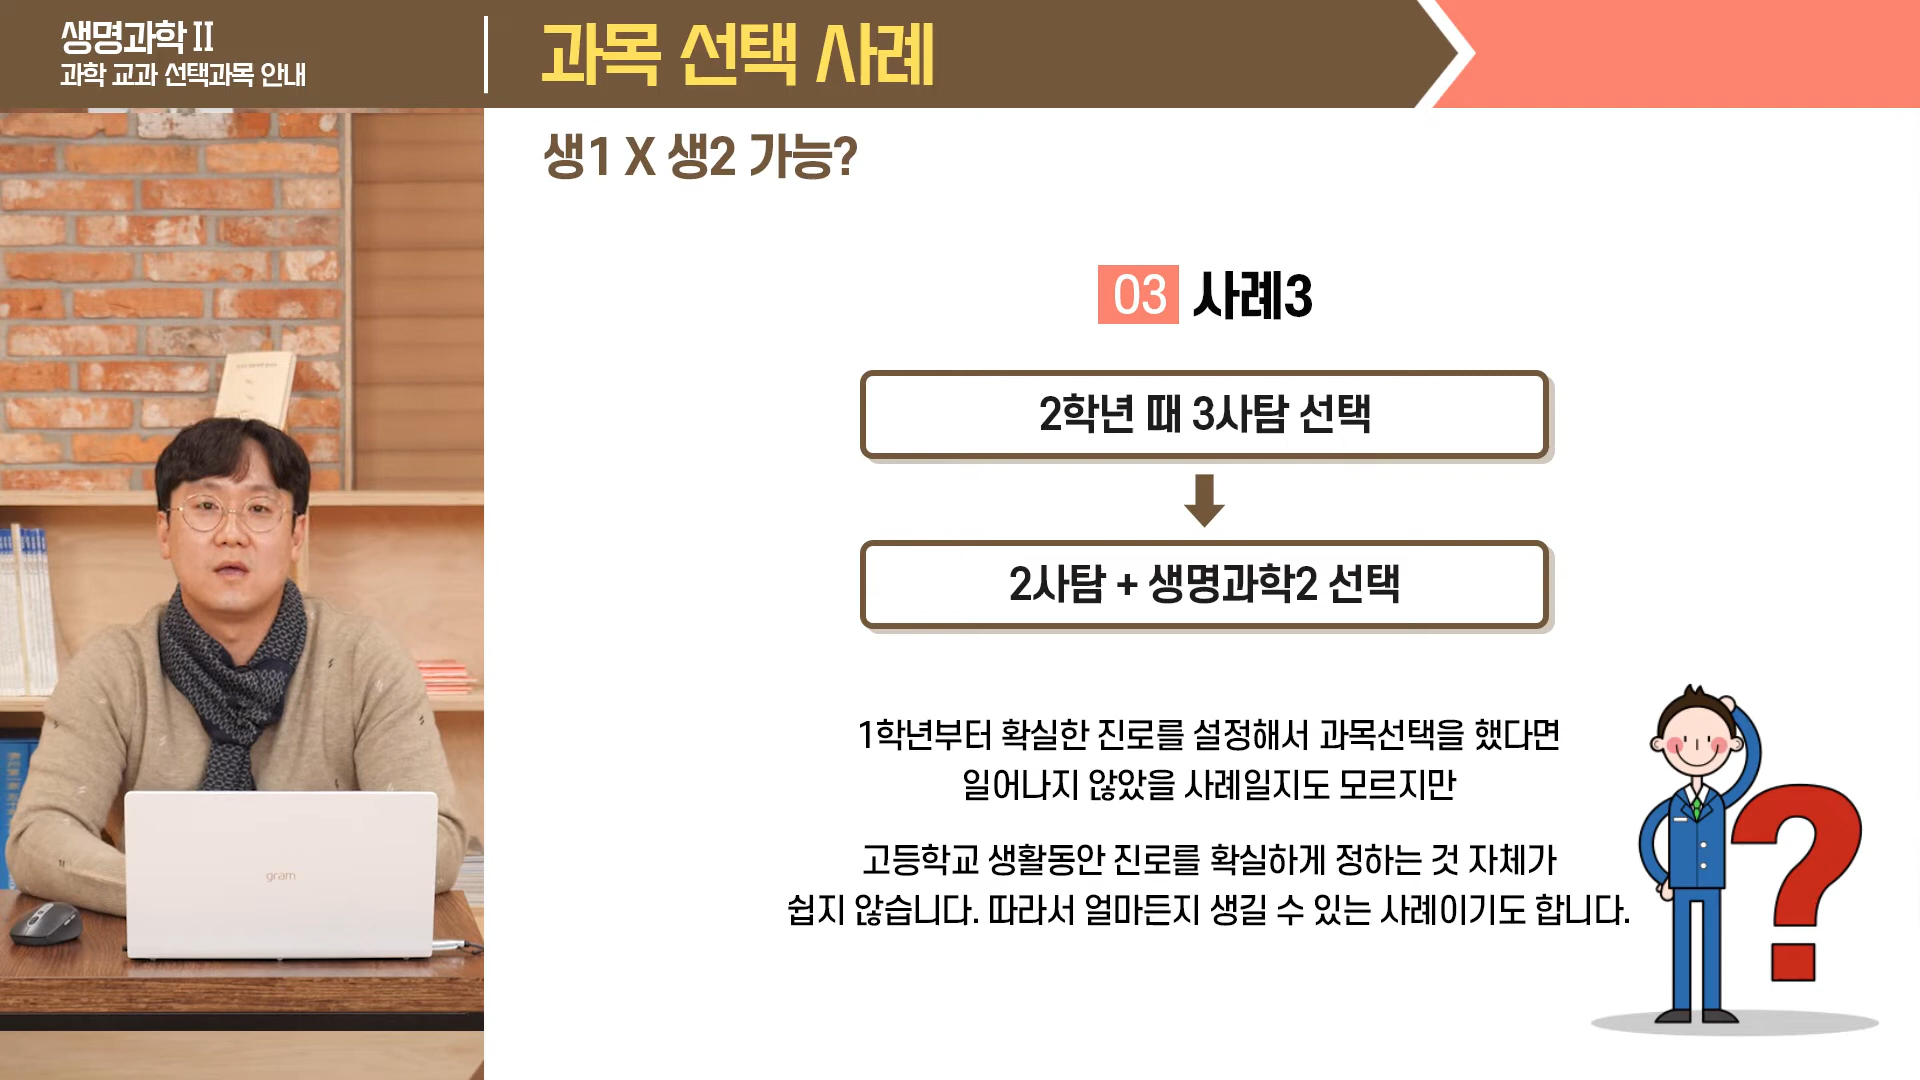 생명과학 II
과학 교과 선택과목 안내
과목 선택 사례
생1 X 생2 가능?
03 사례3
2학년 때 3사탐 선택
2사탐 + 생명과학2 선택
1학년부터 확실한 진로를 설정해서 과목선택을 했다면
일어나지 않았을 사례일지도 모르지만
고등학교 생활동안 진로를 확실하게 정하는 것 자체가
쉽지 않습니다. 따라서 얼마든지 생길 수 있는 사례이기도 합니다.
gram